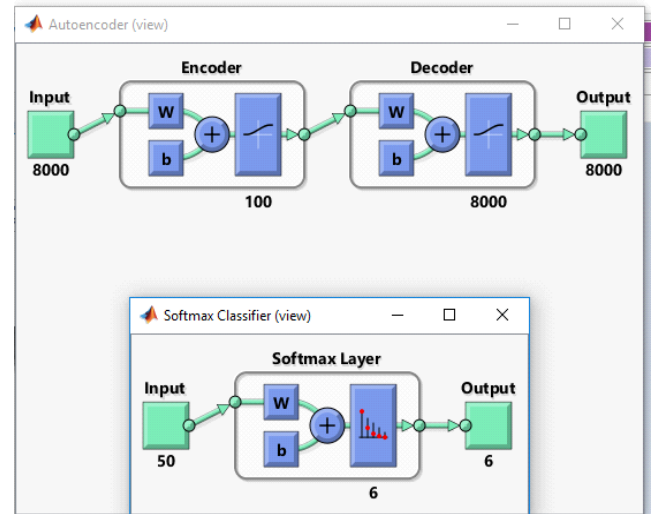 Autoencoder (view)
Encoder
Decoder
Input
W
b
W
b
Output
8000
100
8000
8000
Softmax Classifier (view)
Softmax Layer
Input
W
b
Output
50
6
6